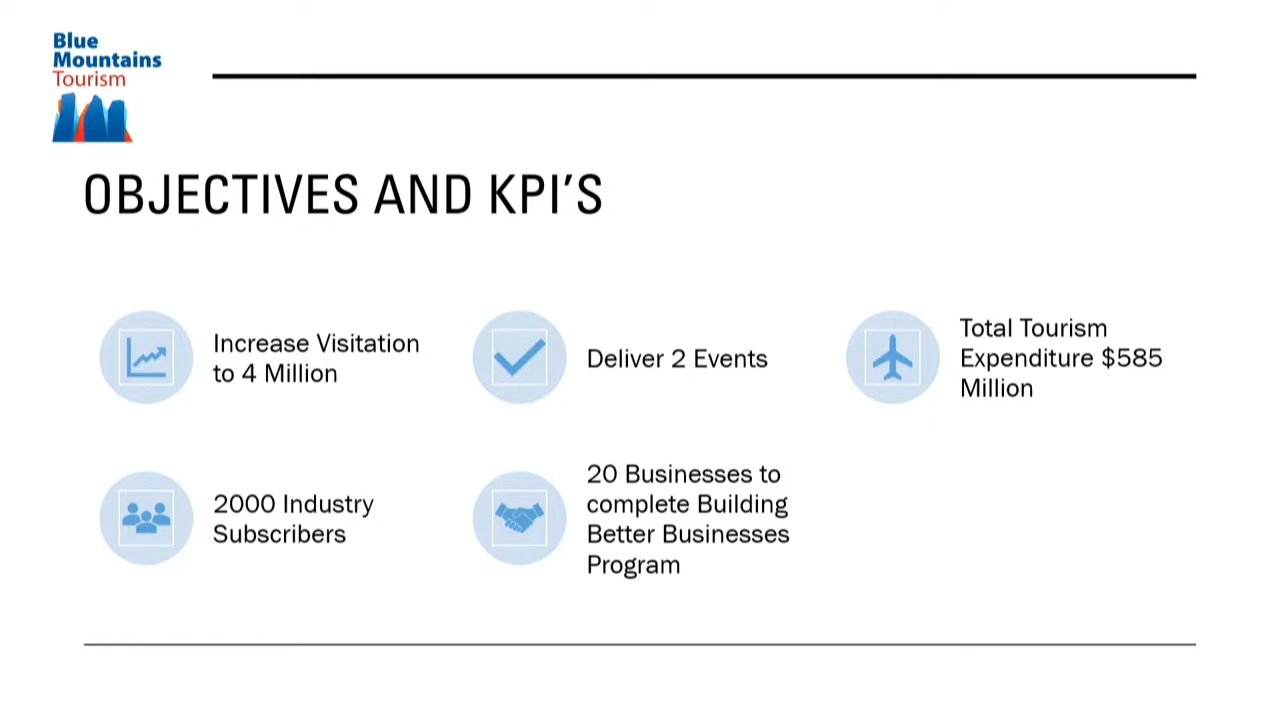 Blue
Mountains
Tourism
OBJECTIVES AND KPI’S
Increase Visitation
to 4 Million
Deliver 2 Events
Total Tourism
Expenditure $585
Million
2000 Industry
Subscribers
20 Businesses to
complete Building
Better Businesses
Program